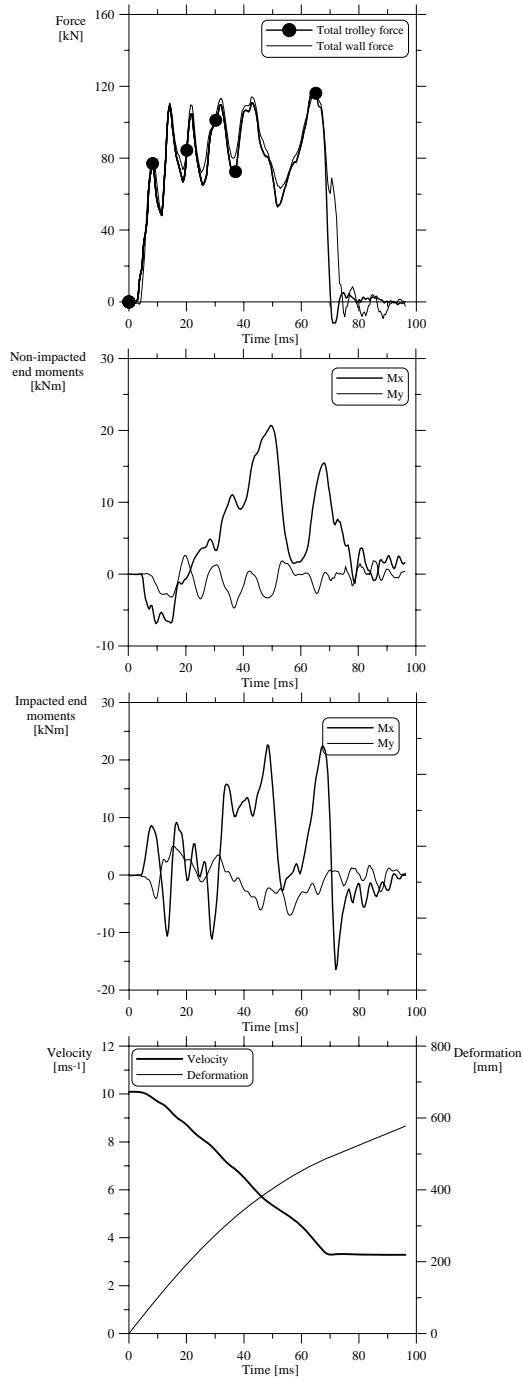 Force
[kN]
160
120
80
40
0
Total trolley force
Total wall force
0 20 40 60 80 100
Time [ms]
Non-impacted
end moments
[kNm]
30
20
10
0
-10
Mx
My
0 20 40 60 80 100
Time [ms]
Impacted end
moments
[kNm]
30
20
10
0
-10
-20
Mx
My
0 20 40 60 80 100
Time [ms]
Velocity
[ms-1]
Deformation
[mm]
12
10
8
6
4
2
0
Velocity
Deformation
800
600
400
200
0
0 20 40 60 80 100
Time [ms]